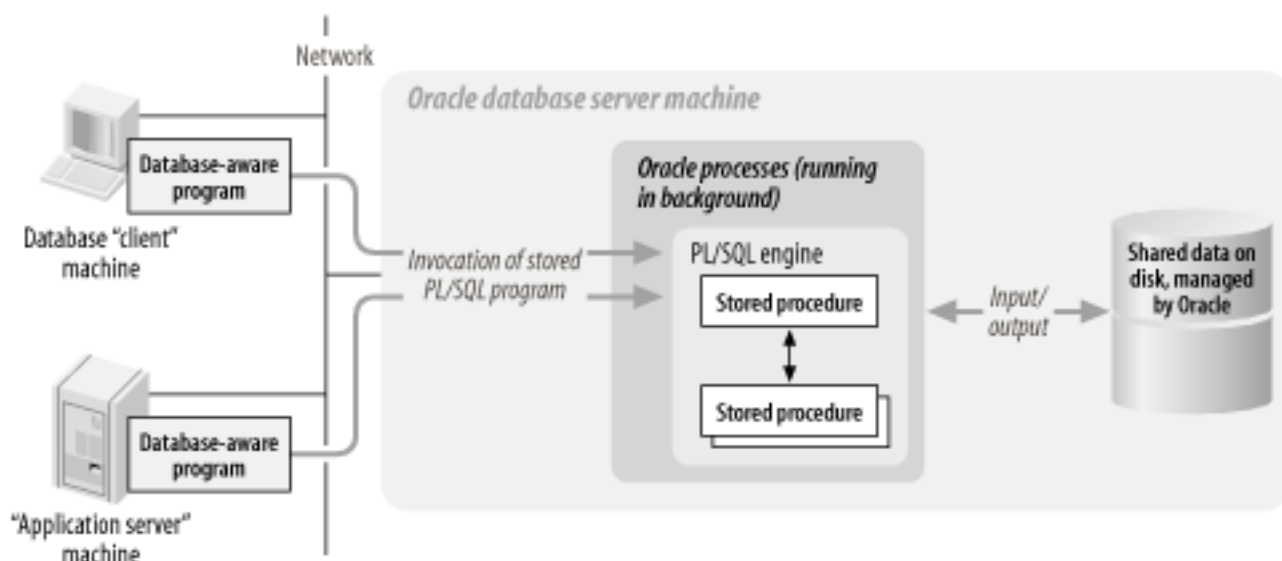 Network
Oracle database server machine
Database-aware
program
Database “client”
machine
Oracle processes (running
in background)
Invocation of stored
PL/SQL program
PL/SQL engine
Stored procedure
Stored procedure
Input/
output
Shared data on
disk, managed
by Oracle
Database-aware
program
“Application server”
machine